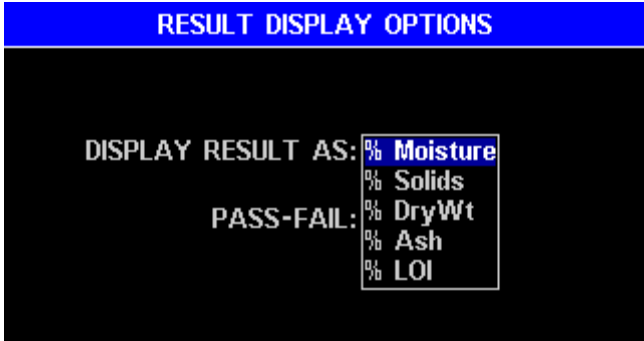 RESULT DISPLAY OPTIONS
DISPLAY RESULT AS: % Moisture
% Solids
PASS-FAIL: % DryWt
% Ash
% LOI